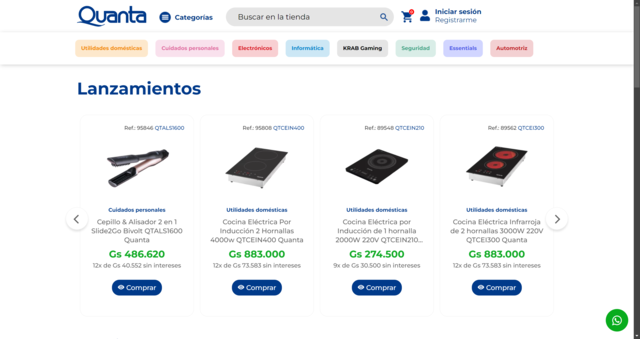 Quanta
Categorías
Buscar en la tienda
0
Iniciar sesión
Registrarme
Utilidades domésticas
Cuidados personales
Electrónicos
Informática
KRAB Gaming
Seguridad
Essentials
Automotriz
Lanzamientos
Ref.: 95846 QTALS1600
Cuidados personales
Cepillo & Alisador 2 en 1
Slide2Go Bivolt QTALS1600
Quanta
Gs 486.620
12x de Gs 40.552 sin intereses
Comprar
Ref.: 95808 QTCEIN400
Utilidades domésticas
Cocina Eléctrica Por
Inducción 2 Hornallas
4000w QTCEIN400 Quanta
Gs 883.000
12x de Gs 73.583 sin intereses
Comprar
Ref.: 89548 QTCEIN210
Utilidades domésticas
Cocina Eléctrica por
Inducción de 1 hornalla
2000W 220V QTCEIN210...
Gs 274.500
9x de Gs 30.500 sin intereses
Comprar
Ref.: 89562 QTCEI300
Utilidades domésticas
Cocina Eléctrica Infrarroja
de 2 hornallas 3000W 220V
QTCEI300 Quanta
Gs 883.000
12x de Gs 73.583 sin intereses
Comprar